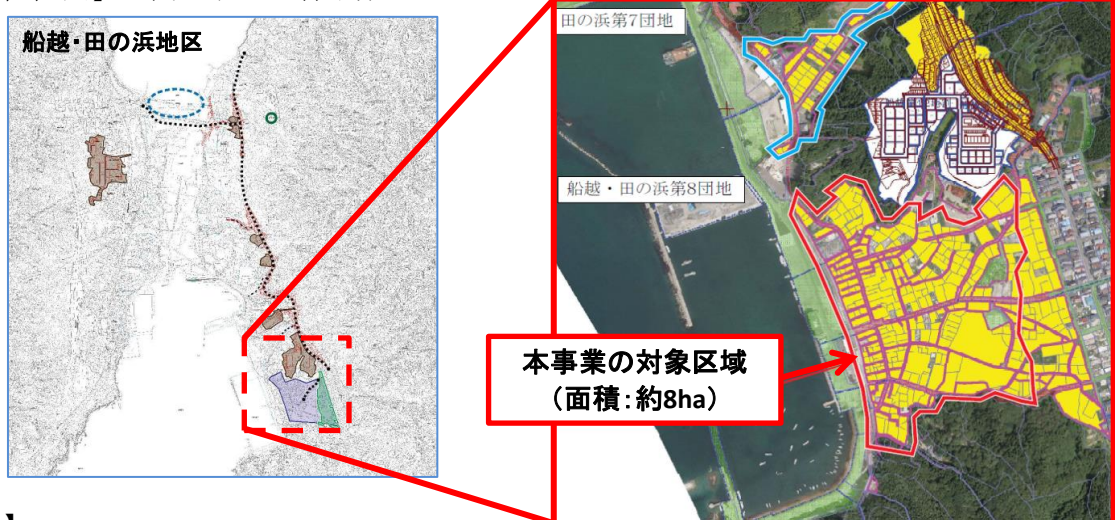 船越・田の浜地区
田の浜第7団地
船越・田の浜第8団地
本事業の対象区域
（面積：約8ha）
】